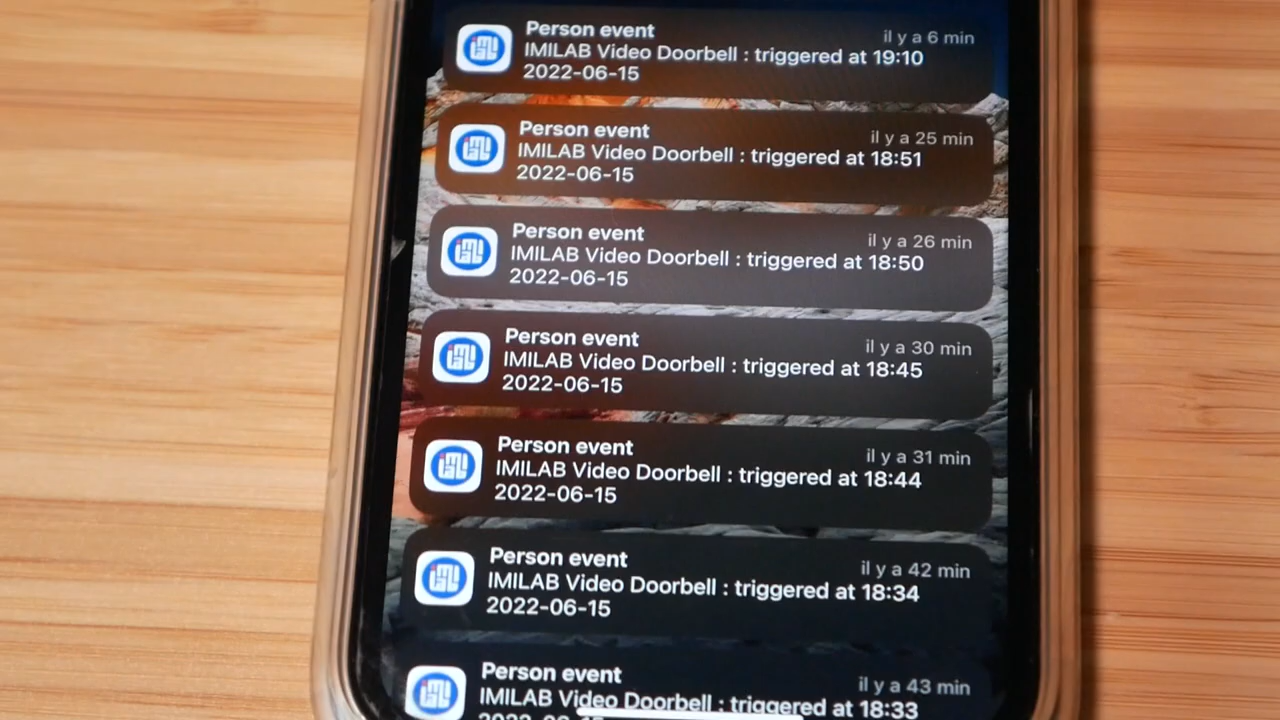 Person event
il y a 6 min
IMILAB Video Doorbell : triggered at 19:10
2022-06-15
Person event
il y a 25 min
IMILAB Video Doorbell : triggered at 18:51
2022-06-15
Person event
il y a 26 min
IMILAB Video Doorbell : triggered at 18:50
2022-06-15
Person event
il y a 30 min
IMILAB Video Doorbell : triggered at 18:45
2022-06-15
Person event
il y a 31 min
IMILAB Video Doorbell : triggered at 18:44
2022-06-15
Person event
il y a 42 min
IMILAB Video Doorbell : triggered at 18:34
2022-06-15
Person event
il y a 43 min
IMILAB Video Doorbell : triggered at 18:33